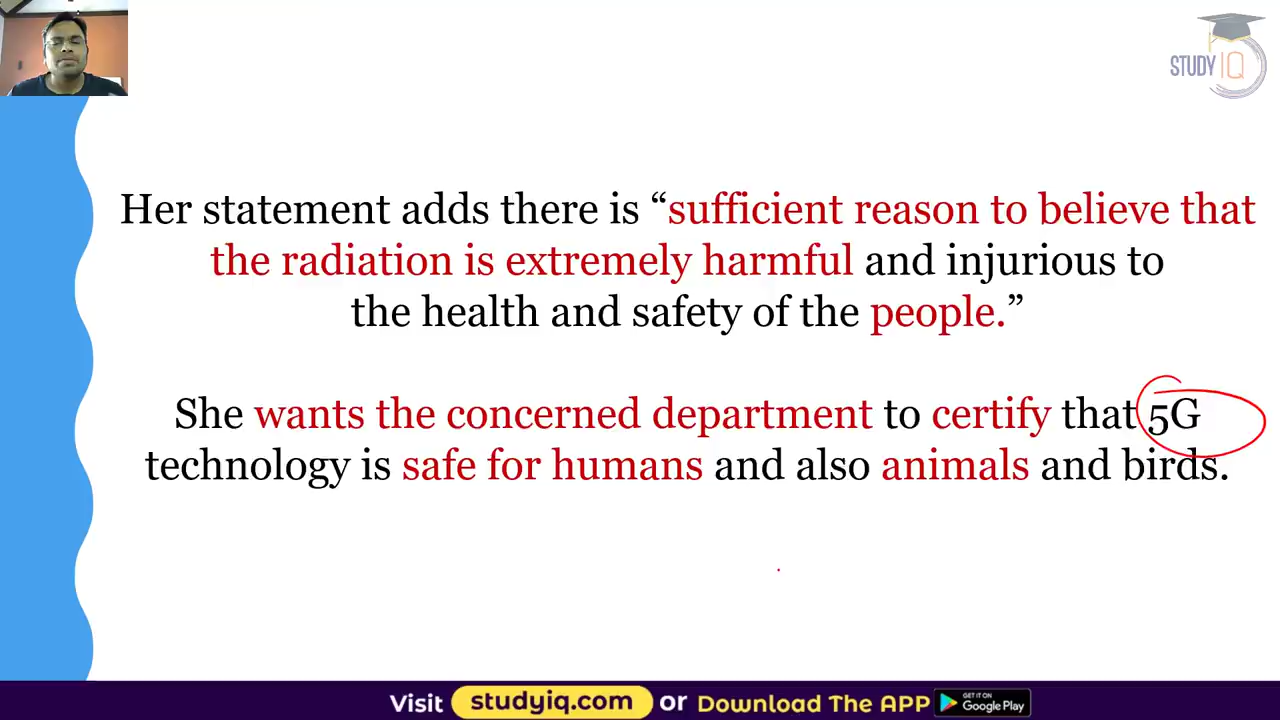 STUDY IQ
Her statement adds there is “sufficient reason to believe that
the radiation is extremely harmful and injurious to
the health and safety of the people.”
She wants the concerned department to certify that 5G
technology is safe for humans and also animals and birds.
Visit studyiq.com or Download The APP GET IT ON Google Play